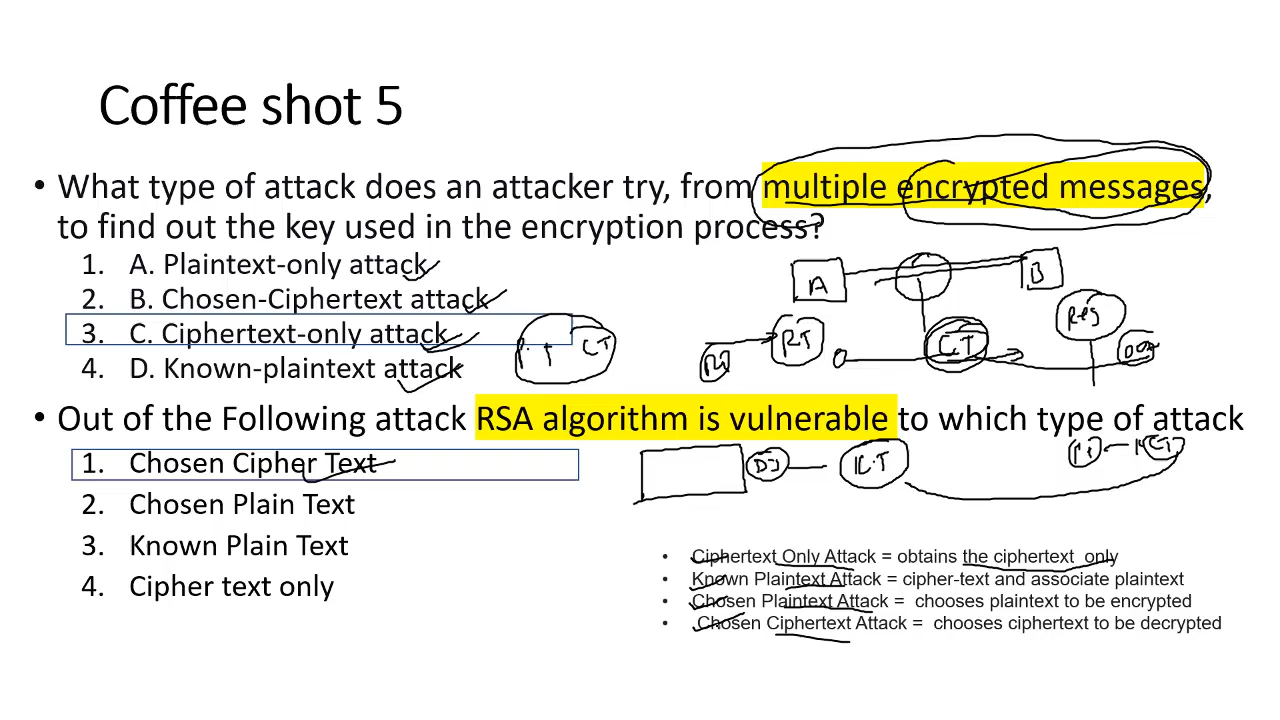 Coffee shot 5
• What type of attack does an attacker try, from multiple encrypted messages,
to find out the key used in the encryption process?
1. A. Plaintext-only attack
2. B. Chosen-Ciphertext attack
3. C. Ciphertext-only attack
4. D. Known-plaintext attack
A
B
CT
CT
• Out of the Following attack RSA algorithm is vulnerable to which type of attack
1. Chosen Cipher Text
2. Chosen Plain Text
3. Known Plain Text
4. Cipher text only
• Ciphertext Only Attack = obtains the ciphertext only
• Known Plaintext Attack = cipher-text and associate plaintext
• Chosen Plaintext Attack = chooses plaintext to be encrypted
• Chosen Ciphertext Attack = chooses ciphertext to be decrypted